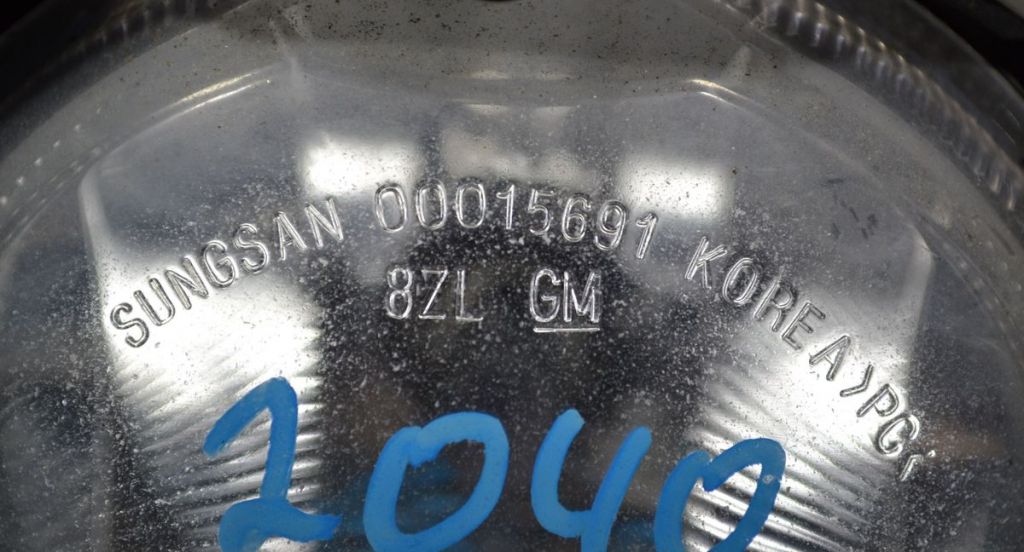 SUNGSAN 00015691 KOREA>PC
8ZL GM
2040